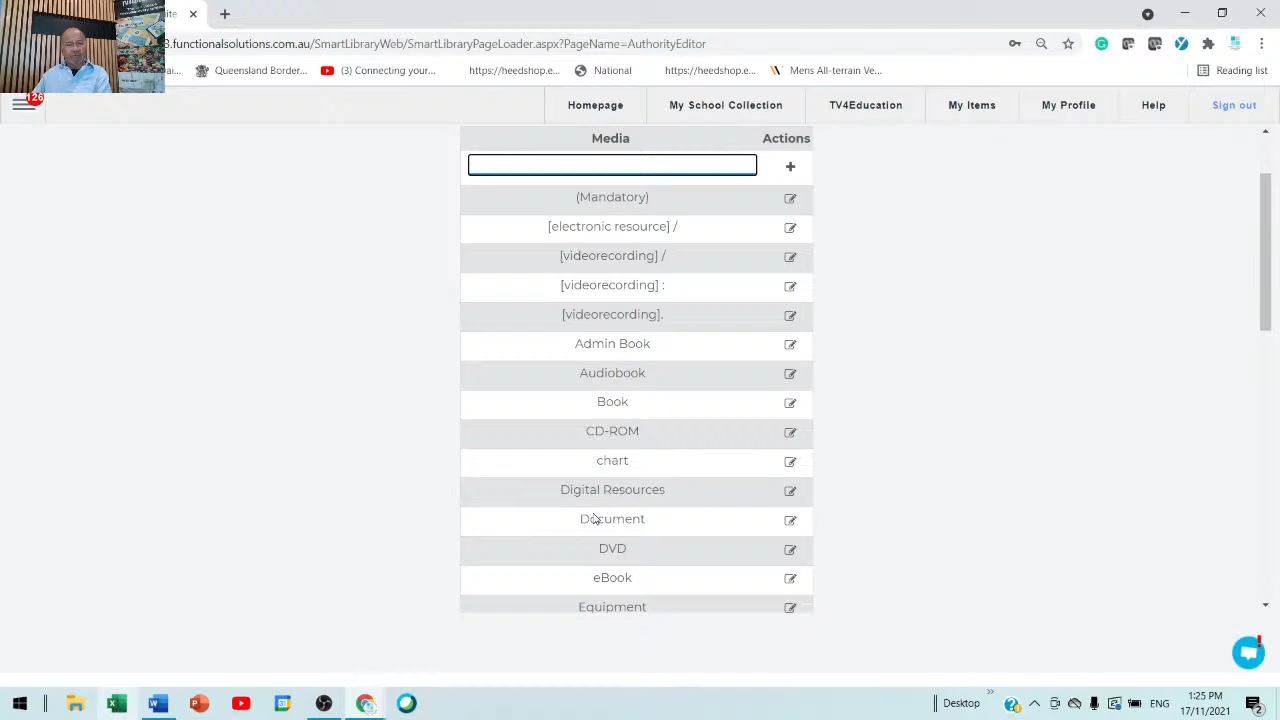 3.functionalsolutions.com.au/SmartLibraryWeb/SmartLibraryPageLoader.aspx?PageName=AuthorityEditor
Queensland Border...
(3) Connecting your...
https://heedshop.e...
National
https://heedshop.e...
Mens All-terrain Ve...
Reading list
126
Homepage
My School Collection
TV4Education
My Items
My Profile
Help
Sign out
Media
Actions
(Mandatory)
[electronic resource] /
[videorecording] /
[videorecording] :
[videorecording].
Admin Book
Audiobook
Book
CD-ROM
chart
Digital Resources
Document
DVD
eBook
Equipment
Desktop
ENG
1:25 PM
17/11/2021
2